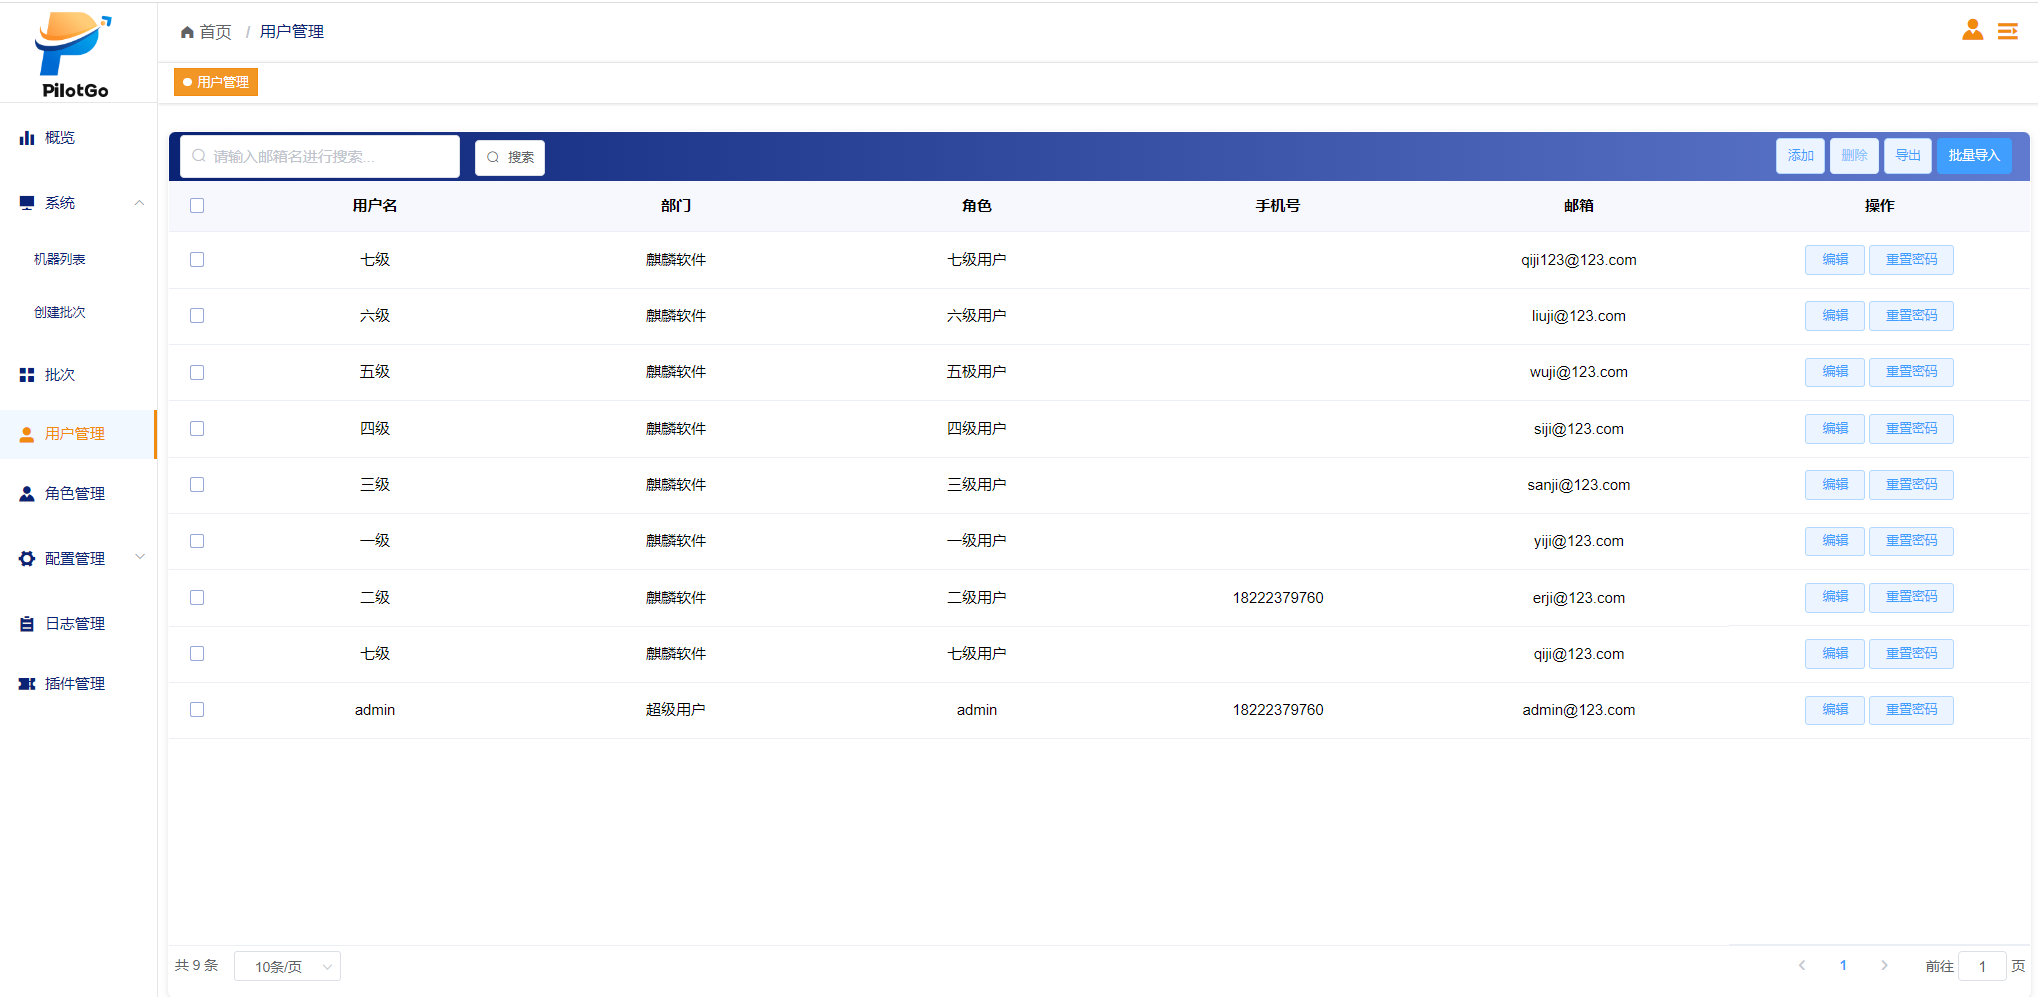 PilotGo
首页 / 用户管理
用户管理
概览
系统
机器列表
创建批次
批次
用户管理
角色管理
配置管理
日志管理
插件管理
请输入邮箱名进行搜索... 搜索 添加 删除 导出 批量导入
用户名 部门 角色 手机号 邮箱 操作
七级 麒麟软件 七级用户 qiji123@123.com 编辑 重置密码
六级 麒麟软件 六级用户 liuji@123.com 编辑 重置密码
五级 麒麟软件 五极用户 wuji@123.com 编辑 重置密码
四级 麒麟软件 四级用户 siji@123.com 编辑 重置密码
三级 麒麟软件 三级用户 sanji@123.com 编辑 重置密码
一级 麒麟软件 一级用户 yiji@123.com 编辑 重置密码
二级 麒麟软件 二级用户 18222379760 erji@123.com 编辑 重置密码
七级 麒麟软件 七级用户 qiji@123.com 编辑 重置密码
admin 超级用户 admin 18222379760 admin@123.com 编辑 重置密码
共 9 条 10条/页 1 前往 1 页